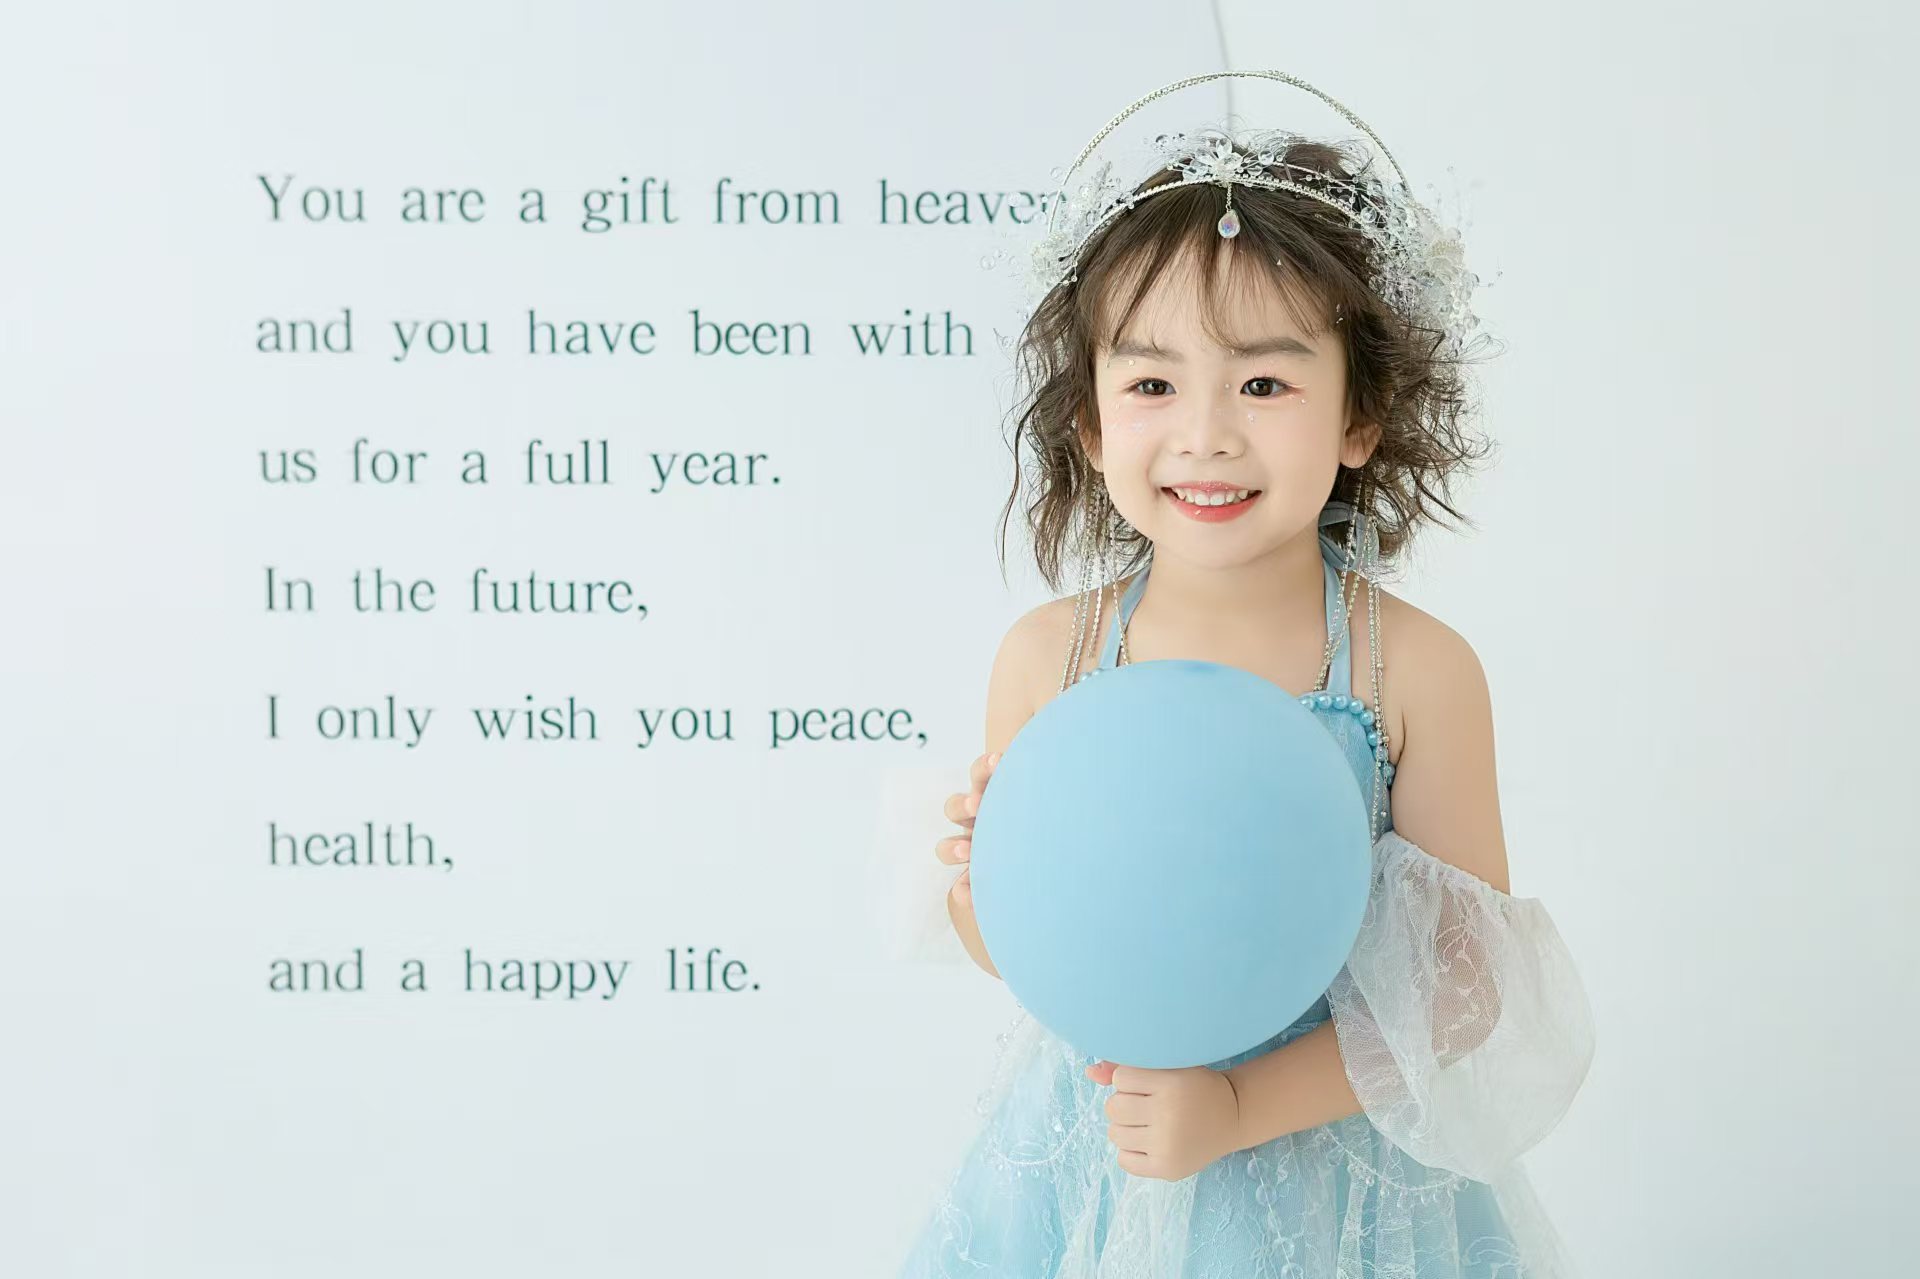 You are a gift from heaven
and you have been with
us for a full year.
In the future,
I only wish you peace,
health,
and a happy life.